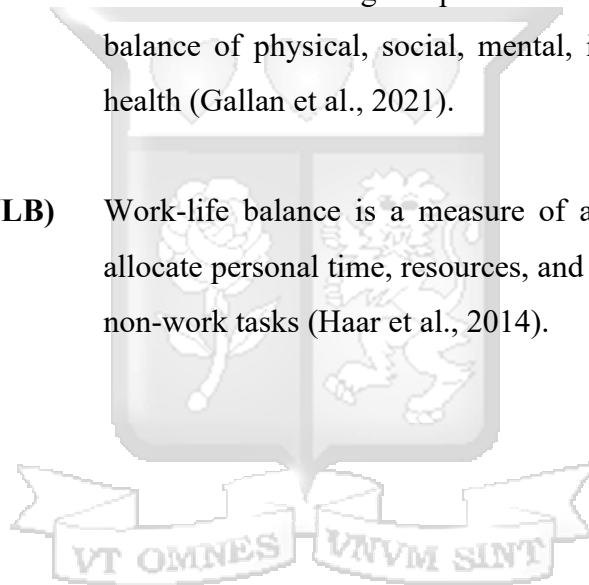 balance of physical, social, mental,
health (Gallan et al., 2021).
LB) Work-life balance is a measure of
allocate personal time, resources, and
non-work tasks (Haar et al., 2014).
VT OMNES VNVM SINT